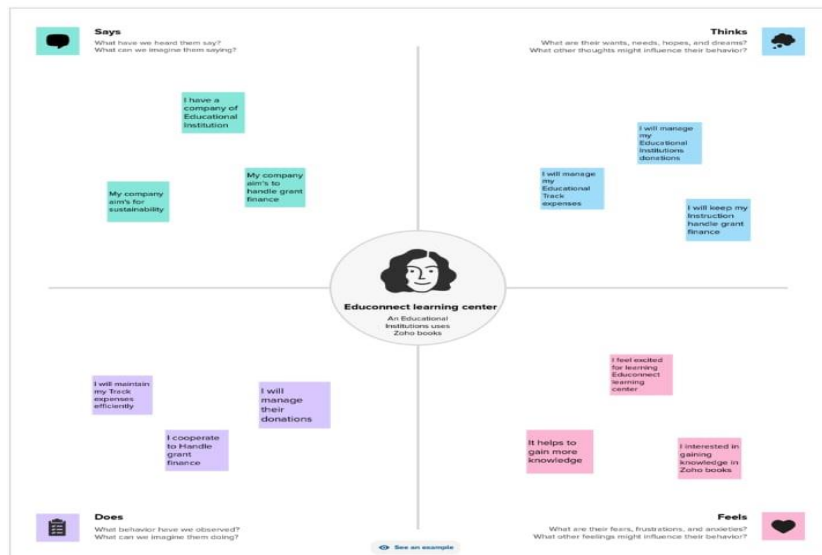 Says
What have we heard them say?
What can we imagine them saying?
I have a
company of
Educational
Institution
My company
aim's for
sustainability
My company
aim's to
handle grant
finance
Thinks
What are their wants, needs, hopes, and dreams?
What other thoughts might influence their behavior?
I will manage
my
Educational
Institutions
donations
I will manage
my
Educational
Track
expenses
I will keep my
Instruction
handle grant
finance
Educonnect learning center
An Educational
Institutions uses
Zoho books
I will maintain
my Track
expenses
efficiently
I will
manage
their
donations
I cooperate
to Handle
grant
finance
Does
What behavior have we observed?
What can we imagine them doing?
I feel excited
for learning
Educonnect
learning
center
It helps to
gain more
knowledge
I interested in
gaining
knowledge in
Zoho books
Feels
What are their fears, frustrations, and anxieties?
What other feelings might influence their behavior?
See an example